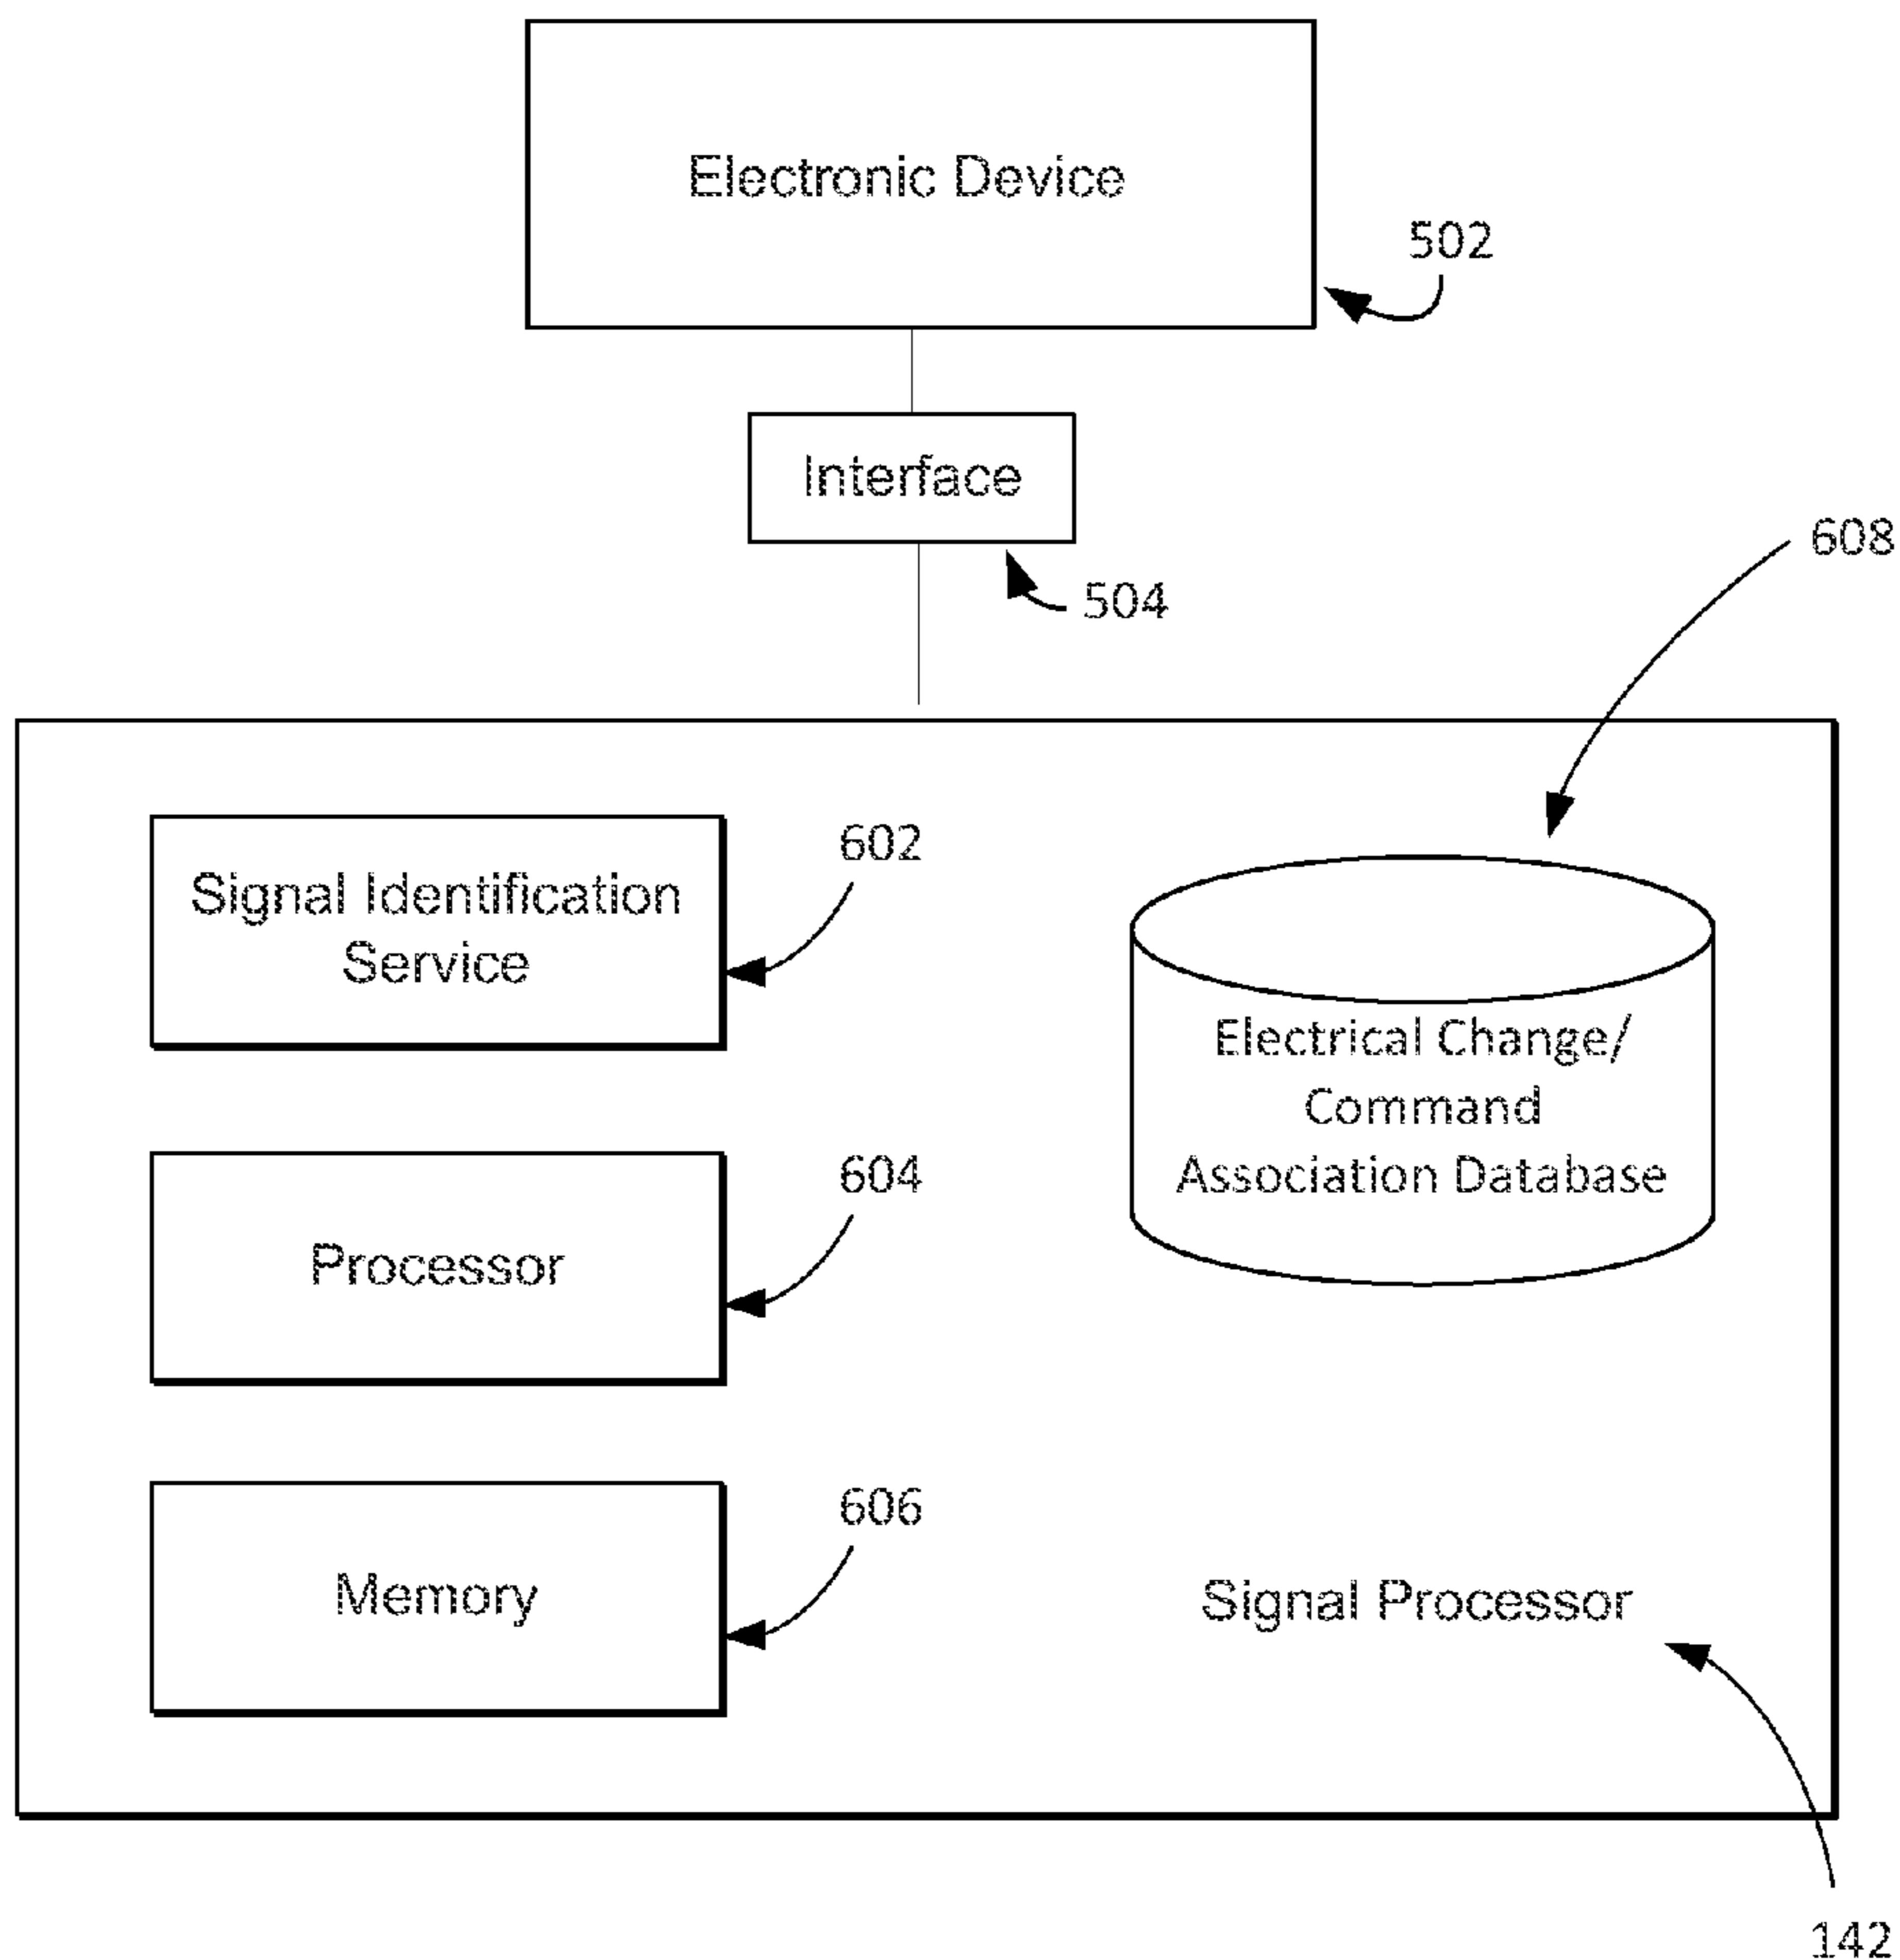 Electronic Device
502
Interface
504
608
Signal Identification
Service
602
Electrical Change/
Command
Association Database
Processor
604
Memory
606
Signal Processor
142